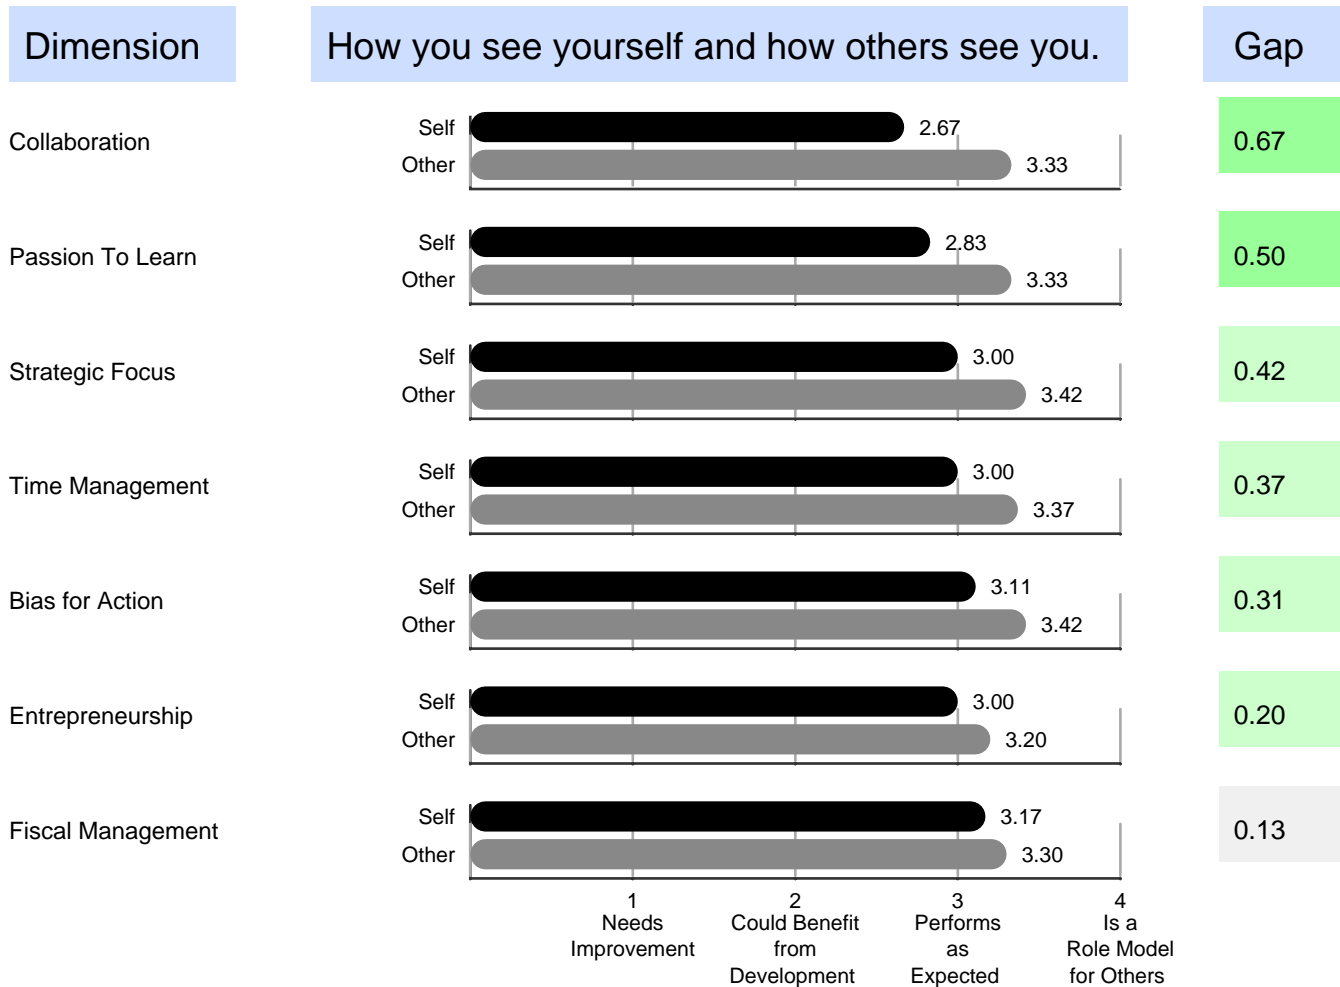 Dimension How you see yourself and how others see you. Gap
Collaboration
Self 2.67
Other 3.33
0.67
Passion To Learn
Self 2.83
Other 3.33
0.50
Strategic Focus
Self 3.00
Other 3.42
0.42
Time Management
Self 3.00
Other 3.37
0.37
Bias for Action
Self 3.11
Other 3.42
0.31
Entrepreneurship
Self 3.00
Other 3.20
0.20
Fiscal Management
Self 3.17
Other 3.30
0.13
1 2 3 4
Needs Could Benefit Performs Is a
Improvement from as Role Model
Development Expected for Others